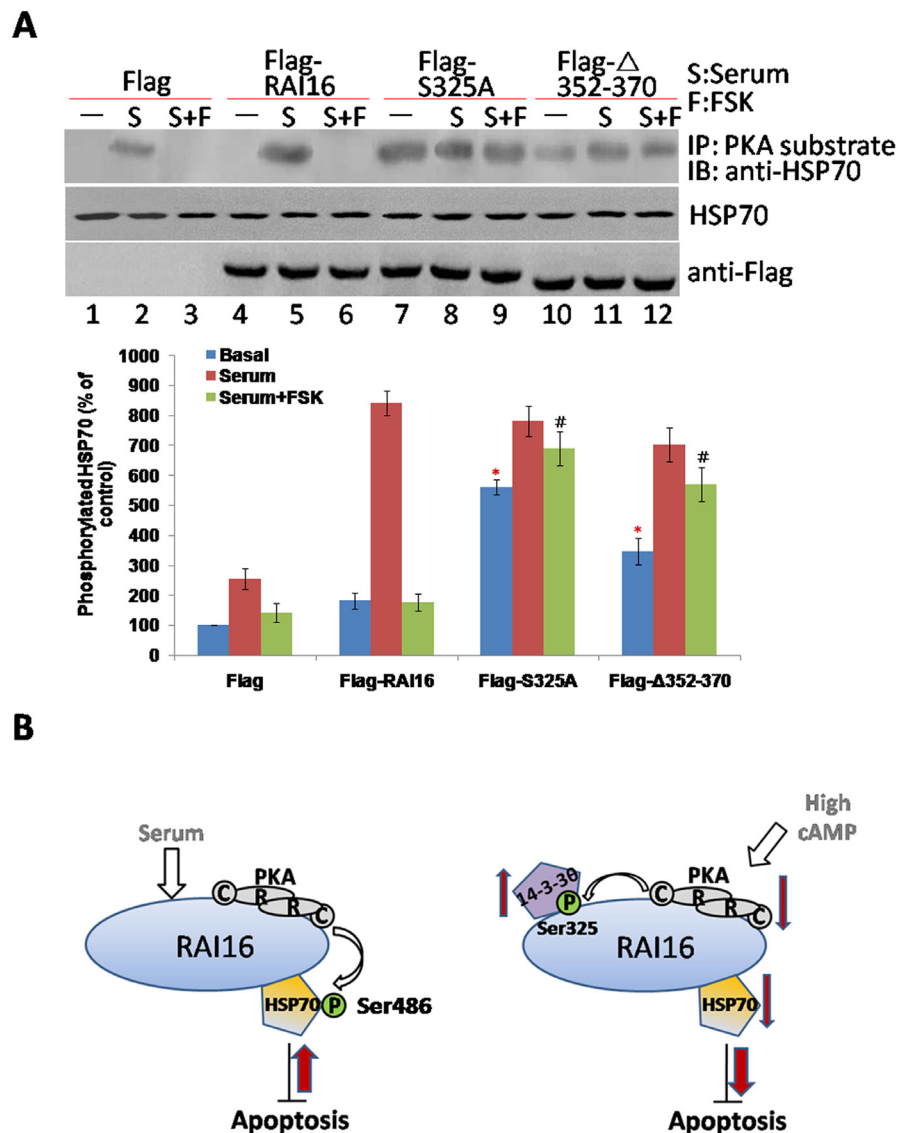 A
Flag
Flag-
RAI16
Flag-
S325A
Flag-△
352-370
S:Serum
F:FSK
— S S+F — S S+F — S S+F — S S+F
IP: PKA substrate
IB: anti-HSP70
HSP70
anti-Flag
1 2 3 4 5 6 7 8 9 10 11 12
Phosphorylated HSP70 (% of
control)
1000
900
800
700
600
500
400
300
200
100
0
Basal
Serum
Serum+FSK
* # * #
Flag Flag-RAI16 Flag-S325A Flag-Δ352-370
B
Serum
C PKA R R C
RAI16
HSP70 P Ser486
Apoptosis
High
cAMP
14-3-3θ
P
Ser325
C PKA R R C
RAI16
HSP70
Apoptosis